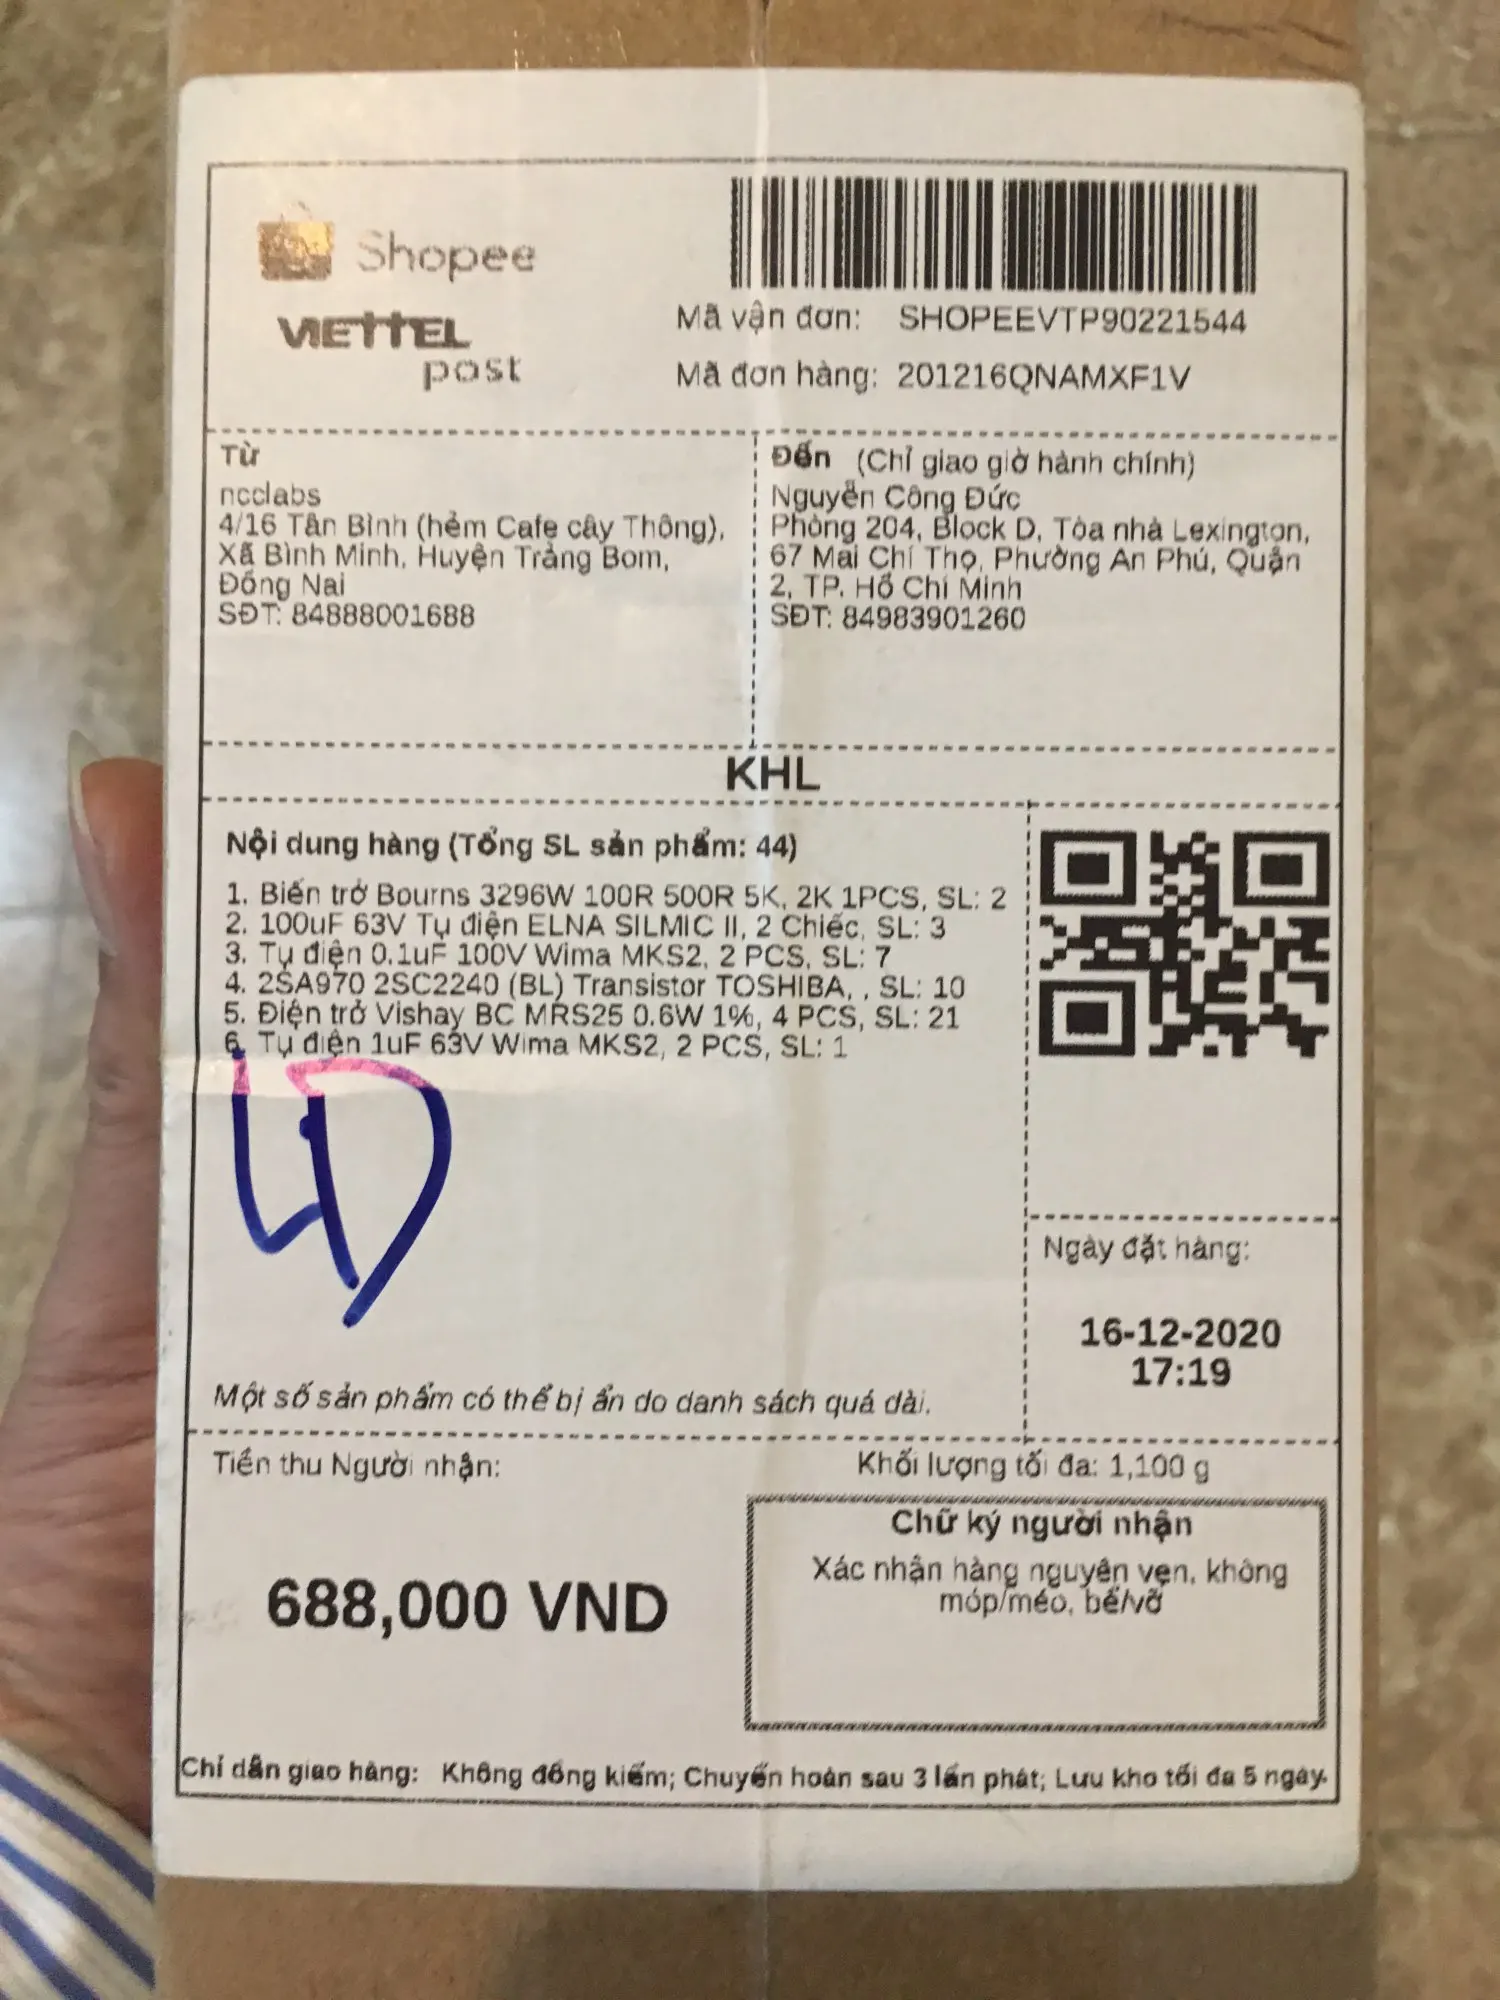 Shopee
VIETTEL
post
Mã vận đơn: SHOPEEVTP90221544
Mã đơn hàng: 201216QNAMXF1V
Từ
ncclabs
4/16 Tân Bình (hẻm Cafe cây Thông),
Xã Bình Minh, Huyện Trảng Bom,
Đồng Nai
SĐT: 84888001688
Đến (Chỉ giao giờ hành chính)
Nguyễn Công Đức
Phòng 204, Block D, Tòa nhà Lexington,
67 Mai Chí Thọ, Phường An Phú, Quận
2, TP. Hồ Chí Minh
SĐT: 84983901260
KHL
Nội dung hàng (Tổng SL sản phẩm: 44)
1. Biến trở Bourns 3296W 100R 500R 5K, 2K 1PCS, SL: 2
2. 100uF 63V Tụ điện ELNA SILMIC II, 2 Chiếc, SL: 3
3. Tụ điện 0.1uF 100V Wima MKS2, 2 PCS, SL: 7
4. 2SA970 2SC2240 (BL) Transistor TOSHIBA, , SL: 10
5. Điện trở Vishay BC MRS25 0.6W 1%, 4 PCS, SL: 21
6. Tụ điện 1uF 63V Wima MKS2, 2 PCS, SL: 1
Ngày đặt hàng:
16-12-2020
17:19
Một số sản phẩm có thể bị ẩn do danh sách quá dài.
Tiền thu Người nhận:
688,000 VND
Khối lượng tối đa: 1,100 g
Chữ ký người nhận
Xác nhận hàng nguyên vẹn, không
móp/méo, bể/vỡ
Chỉ dẫn giao hàng: Không đồng kiểm; Chuyển hoàn sau 3 lần phát; Lưu kho tối đa 5 ngày.